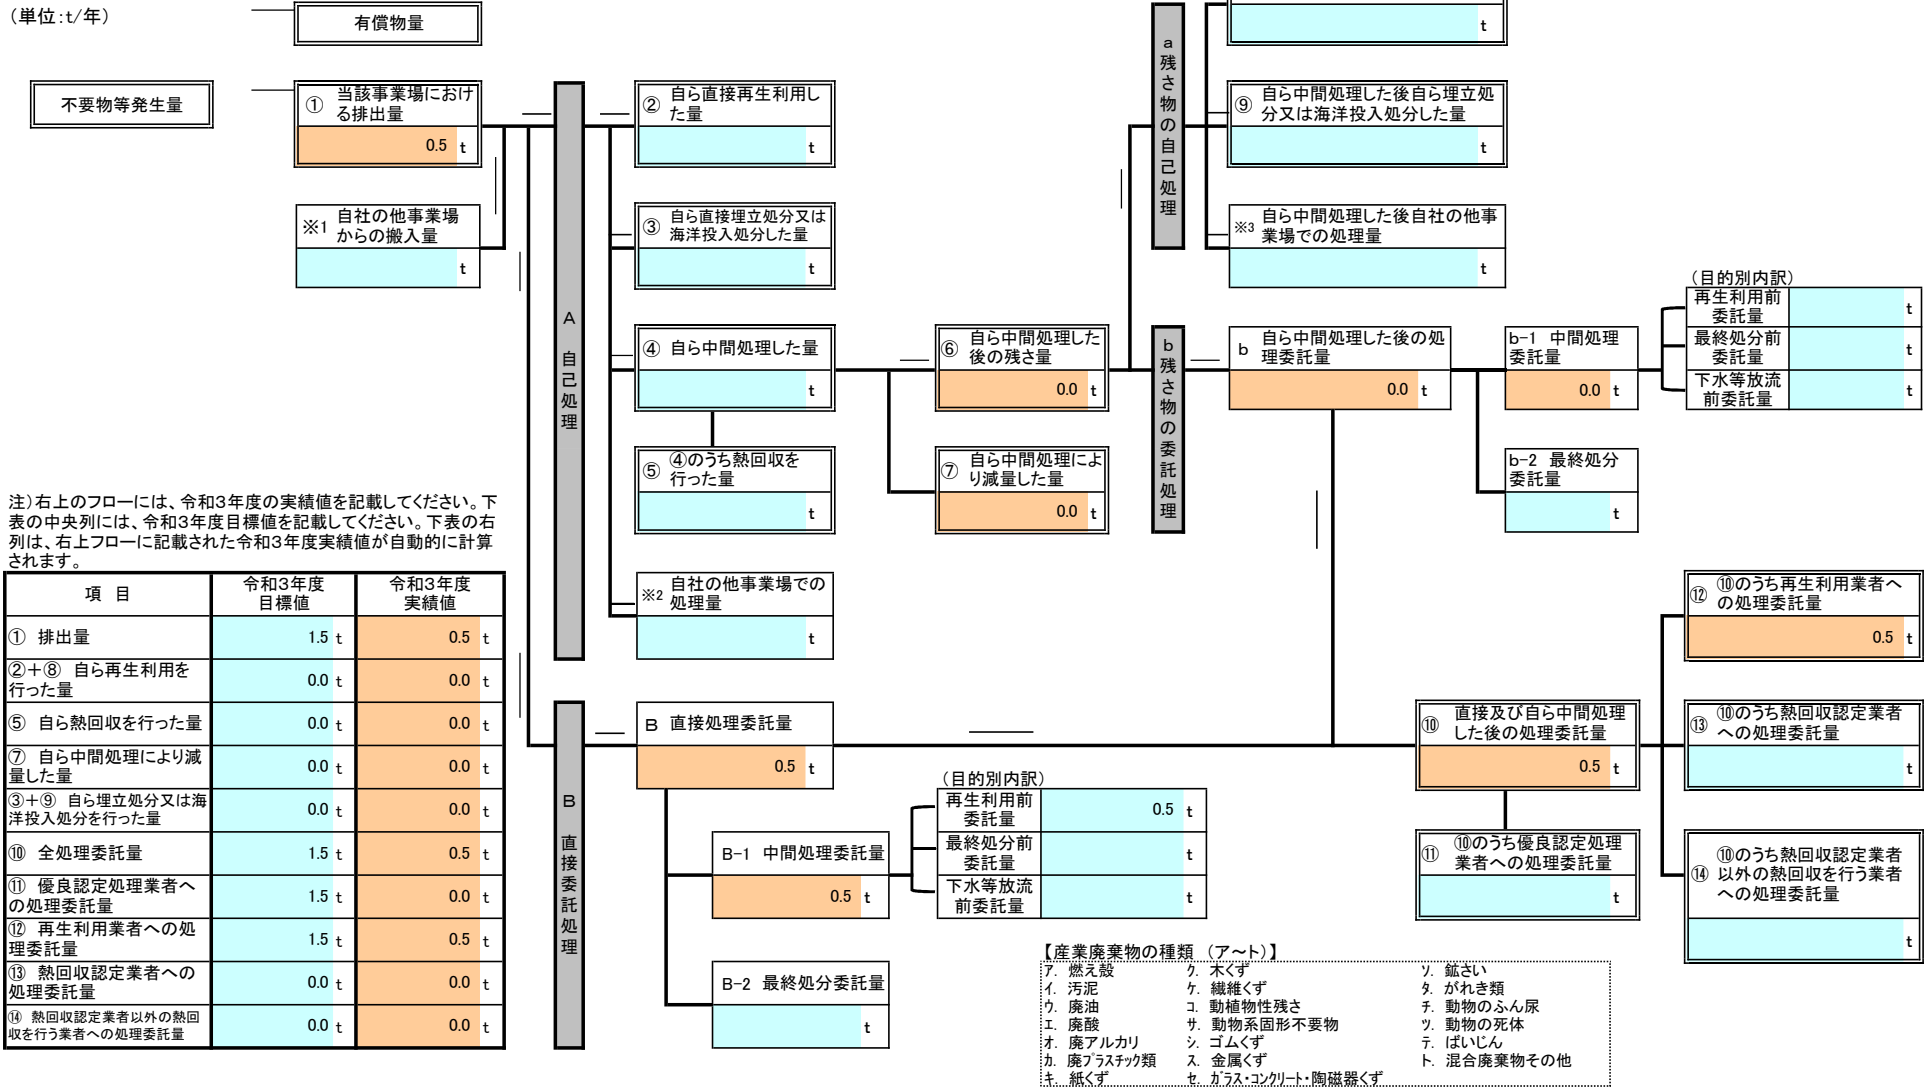 （単位:t/年）
有償物量
t
不要物等発生量
① 当該事業場におけ
る排出量
0.5 t
※1 自社の他事業場
からの搬入量
t
A 自己処理
② 自ら直接再生利用し
た量
t
③ 自ら直接埋立処分又は
海洋投入処分した量
t
④ 自ら中間処理した量
t
⑤ ④のうち熱回収を
行った量
t
※2 自社の他事業場での
処理量
t
⑥ 自ら中間処理した
後の残さ量
0.0 t
⑦ 自ら中間処理によ
り減量した量
0.0 t
a 残さ物の自己処理
⑨ 自ら中間処理した後自ら埋立処
分又は海洋投入処分した量
t
※3 自ら中間処理した後自社の他事
業場での処理量
t
b 残さ物の委託処理
b 自ら中間処理した後の処
理委託量
0.0 t
b-1 中間処理
委託量
0.0 t
b-2 最終処分
委託量
t
（目的別内訳）
再生利用前
委託量
t
最終処分前
委託量
t
下水等放流
前委託量
t
注）右上のフローには、令和3年度の実績値を記載してください。下
表の中央列には、令和3年度目標値を記載してください。下表の右
列は、右上フローに記載された令和3年度実績値が自動的に計算
されます。
項 目 令和3年度
目標値 令和3年度
実績値
① 排出量 1.5 t 0.5 t
②＋⑧ 自ら再生利用を
行った量 0.0 t 0.0 t
⑤ 自ら熱回収を行った量 0.0 t 0.0 t
⑦ 自ら中間処理により減
量した量 0.0 t 0.0 t
③＋⑨ 自ら埋立処分又は海
洋投入処分を行った量 0.0 t 0.0 t
⑩ 全処理委託量 1.5 t 0.5 t
⑪ 優良認定処理業者へ
の処理委託量 1.5 t 0.0 t
⑫ 再生利用業者への処
理委託量 1.5 t 0.5 t
⑬ 熱回収認定業者への
処理委託量 0.0 t 0.0 t
⑭ 熱回収認定業者以外の熱回
収を行う業者への処理委託量 0.0 t 0.0 t
B 直接委託処理
B 直接処理委託量
0.5 t
B-1 中間処理委託量
0.5 t
B-2 最終処分委託量
t
（目的別内訳）
再生利用前
委託量
0.5 t
最終処分前
委託量
t
下水等放流
前委託量
t
⑩ 直接及び自ら中間処理
した後の処理委託量
0.5 t
⑪ ⑩のうち優良認定処理
業者への処理委託量
t
⑫ ⑩のうち再生利用業者へ
の処理委託量
0.5 t
⑬ ⑩のうち熱回収認定業者
への処理委託量
t
⑭ ⑩のうち熱回収認定業者
以外の熱回収を行う業者
への処理委託量
t
【産業廃棄物の種類 （ア～ト）】
ア. 燃え殻 ク. 木くず ソ. 鉱さい
イ. 汚泥 ケ. 繊維くず タ. がれき類
ウ. 廃油 コ. 動植物性残さ チ. 動物のふん尿
エ. 廃酸 サ. 動物系固形不要物 ツ. 動物の死体
オ. 廃アルカリ シ. ゴムくず テ. ばいじん
カ. 廃プラスチック類 ス. 金属くず ト. 混合廃棄物その他
キ. 紙くず セ. ガラス・コンクリート・陶磁器くず